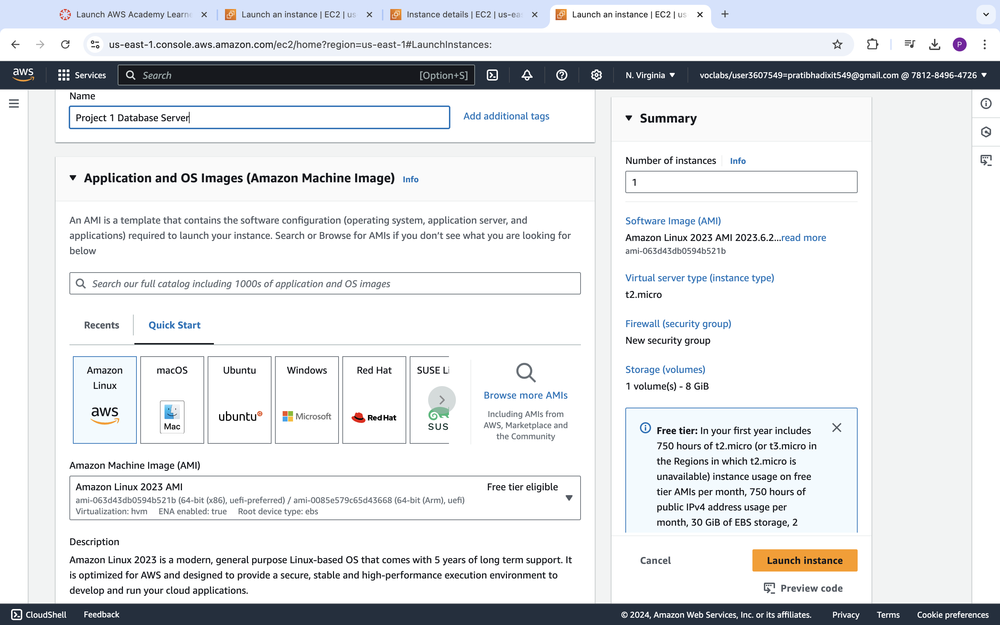 Launch AWS Academy Learne
Launch an instance | EC2 | us
Instance details | EC2 | us-eas
Launch an instance | EC2 | us
us-east-1.console.aws.amazon.com/ec2/home?region=us-east-1#LaunchInstances:
P
aws
Services
Search
[Option+S]
N. Virginia
voclabs/user3607549=pratibhadixit549@gmail.com @ 7812-8496-4726
Name
Project 1 Database Server
Add additional tags
Application and OS Images (Amazon Machine Image) Info
An AMI is a template that contains the software configuration (operating system, application server, and
applications) required to launch your instance. Search or Browse for AMIs if you don’t see what you are looking for
below
Search our full catalog including 1000s of application and OS images
Recents
Quick Start
Amazon
Linux
aws
macOS
Mac
Ubuntu
ubuntu
Windows
Microsoft
Red Hat
Red Hat
SUSE Li
SUS
Browse more AMIs
Including AMIs from
AWS, Marketplace and
the Community
Amazon Machine Image (AMI)
Amazon Linux 2023 AMI
Free tier eligible
ami-063d43db0594b521b (64-bit (x86), uefi-preferred) / ami-0085e579c65d43668 (64-bit (Arm), uefi)
Virtualization: hvm ENA enabled: true Root device type: ebs
Description
Amazon Linux 2023 is a modern, general purpose Linux-based OS that comes with 5 years of long term support. It
is optimized for AWS and designed to provide a secure, stable and high-performance execution environment to
develop and run your cloud applications.
Summary
Number of instances Info
1
Software Image (AMI)
Amazon Linux 2023 AMI 2023.6.2...read more
ami-063d43db0594b521b
Virtual server type (instance type)
t2.micro
Firewall (security group)
New security group
Storage (volumes)
1 volume(s) - 8 GiB
Free tier: In your first year includes
750 hours of t2.micro (or t3.micro in
the Regions in which t2.micro is
unavailable) instance usage on free
tier AMIs per month, 750 hours of
public IPv4 address usage per
month, 30 GiB of EBS storage, 2
Cancel
Launch instance
Preview code
CloudShell
Feedback
© 2024, Amazon Web Services, Inc. or its affiliates.
Privacy
Terms
Cookie preferences